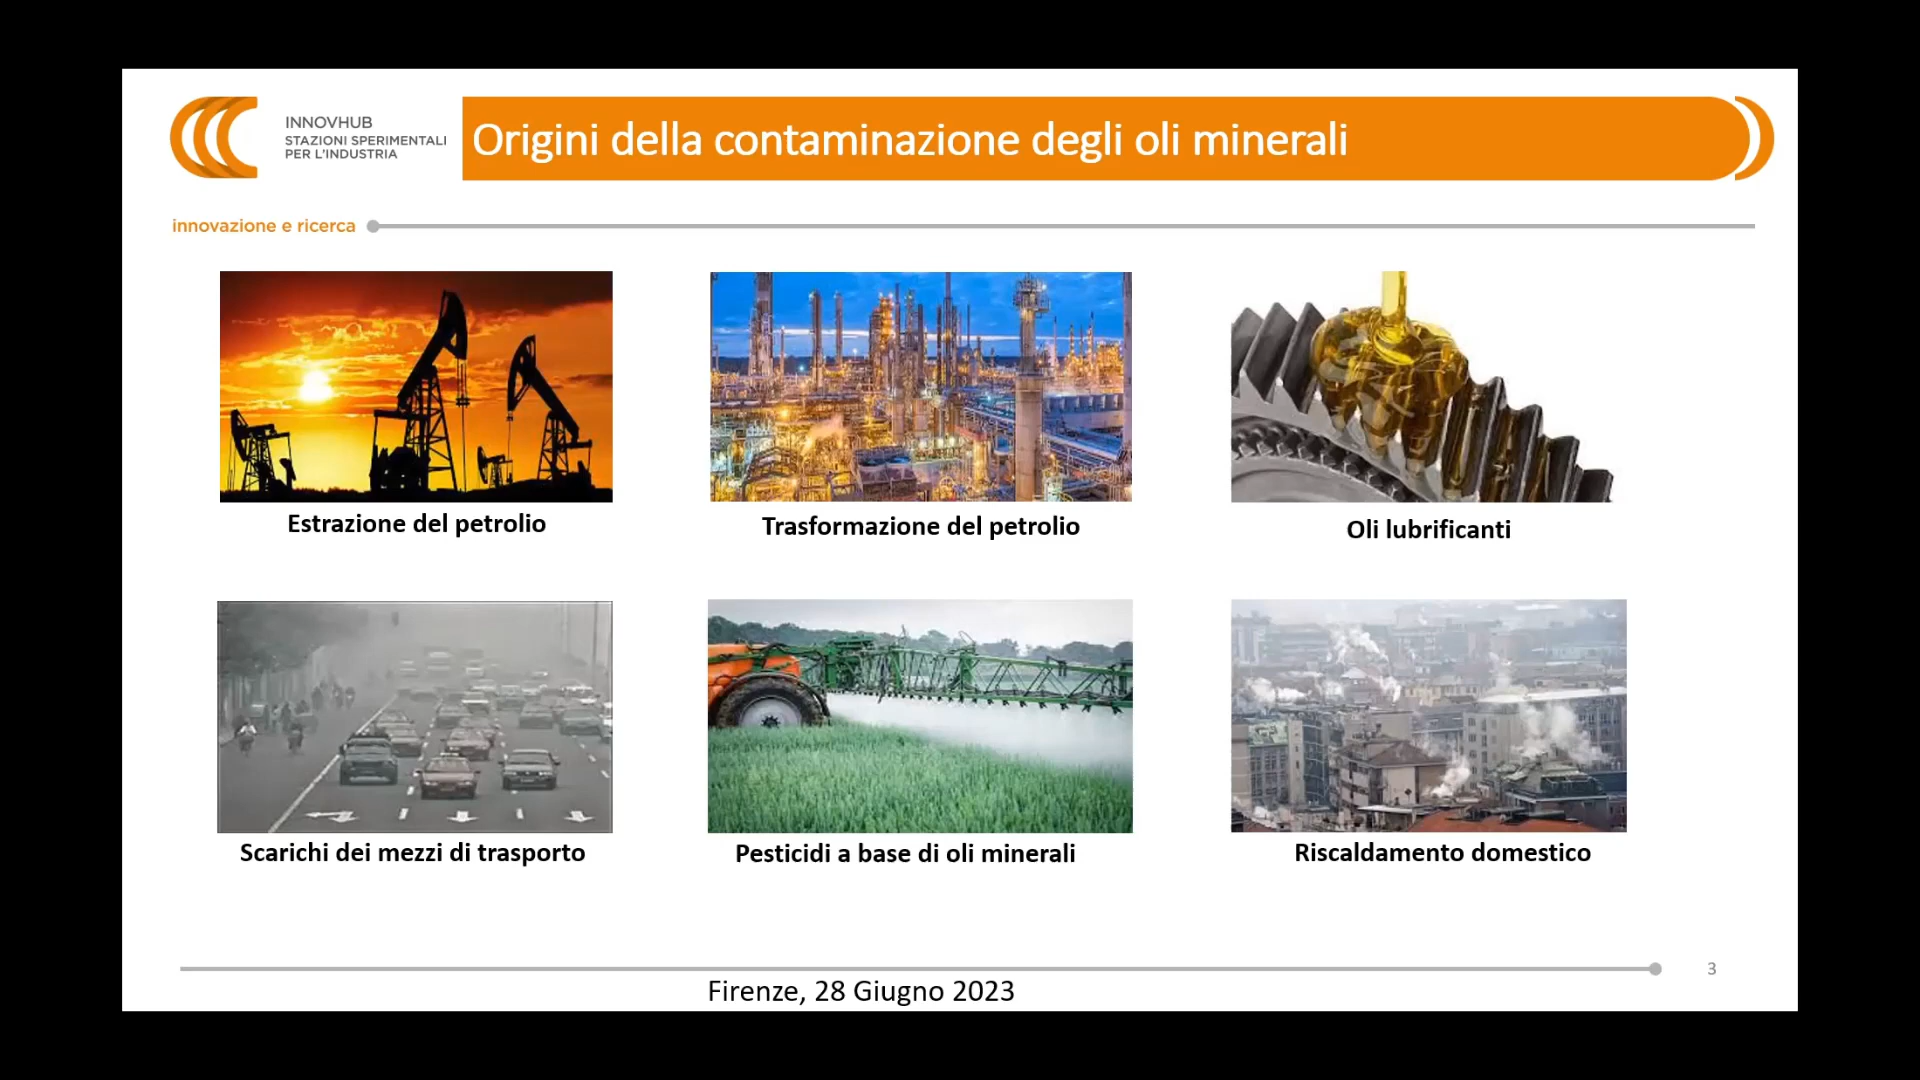 INNOVHUB
STAZIONI SPERIMENTALI
PER L'INDUSTRIA
Origini della contaminazione degli oli minerali
innovazione e ricerca
Estrazione del petrolio
Trasformazione del petrolio
Oli lubrificanti
Scarichi dei mezzi di trasporto
Pesticidi a base di oli minerali
Riscaldamento domestico
3
Firenze, 28 Giugno 2023